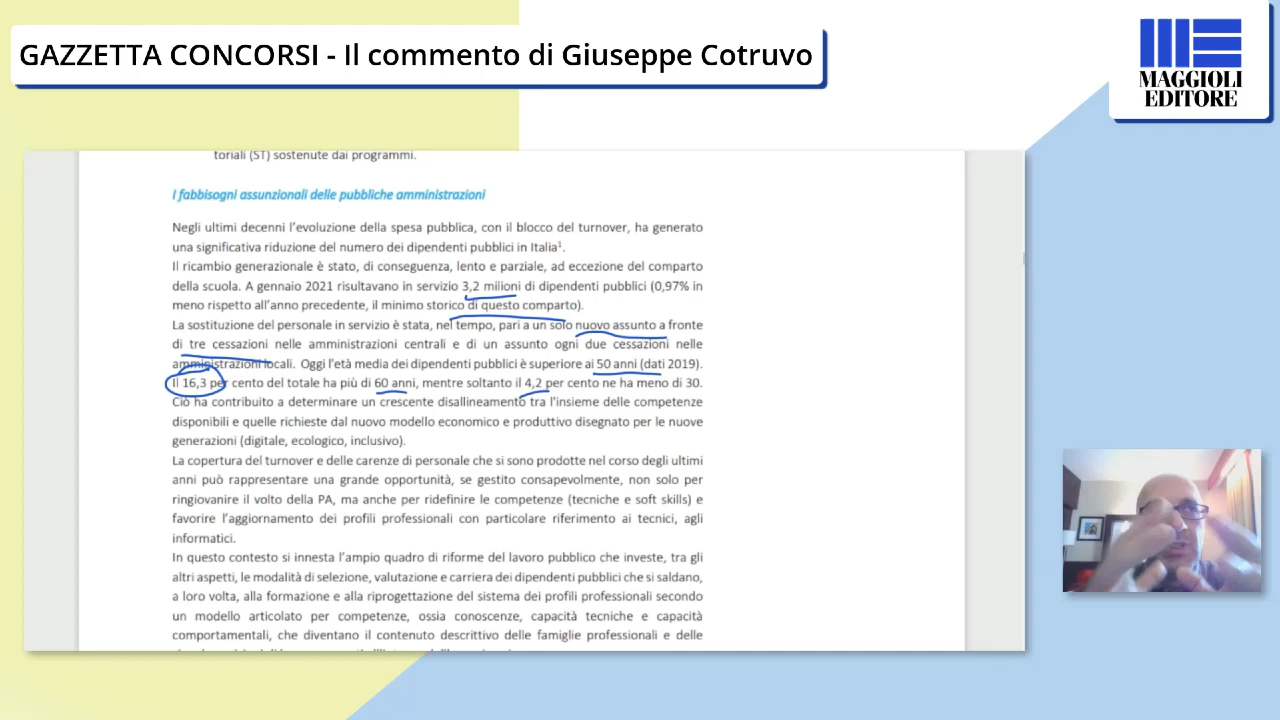 GAZZETTA CONCORSI - Il commento di Giuseppe Cotruvo
MAGGIOLI
EDITORE
toriali (ST) sostenute dai programmi.
I fabbisogni assunzionali delle pubbliche amministrazioni
Negli ultimi decenni l'evoluzione della spesa pubblica, con il blocco del turnover, ha generato
una significativa riduzione del numero dei dipendenti pubblici in Italia¹.
Il ricambio generazionale è stato, di conseguenza, lento e parziale, ad eccezione del comparto
della scuola. A gennaio 2021 risultavano in servizio 3,2 milioni di dipendenti pubblici (0,97% in
meno rispetto all'anno precedente, il minimo storico di questo comparto).
La sostituzione del personale in servizio è stata, nel tempo, pari a un solo nuovo assunto a fronte
di tre cessazioni nelle amministrazioni centrali e di un assunto ogni due cessazioni nelle
amministrazioni locali. Oggi l'età media dei dipendenti pubblici è superiore ai 50 anni (dati 2019).
Il 16,3 per cento del totale ha più di 60 anni, mentre soltanto il 4,2 per cento ne ha meno di 30.
Ciò ha contribuito a determinare un crescente disallineamento tra l'insieme delle competenze
disponibili e quelle richieste dal nuovo modello economico e produttivo disegnato per le nuove
generazioni (digitale, ecologico, inclusivo).
La copertura del turnover e delle carenze di personale che si sono prodotte nel corso degli ultimi
anni può rappresentare una grande opportunità, se gestito consapevolmente, non solo per
ringiovanire il volto della PA, ma anche per ridefinire le competenze (tecniche e soft skills) e
favorire l'aggiornamento dei profili professionali con particolare riferimento ai tecnici, agli
informatici.
In questo contesto si innesta l'ampio quadro di riforme del lavoro pubblico che investe, tra gli
altri aspetti, le modalità di selezione, valutazione e carriera dei dipendenti pubblici che si saldano,
a loro volta, alla formazione e alla riprogettazione del sistema dei profili professionali secondo
un modello articolato per competenze, ossia conoscenze, capacità tecniche e capacità
comportamentali, che diventano il contenuto descrittivo delle famiglie professionali e delle